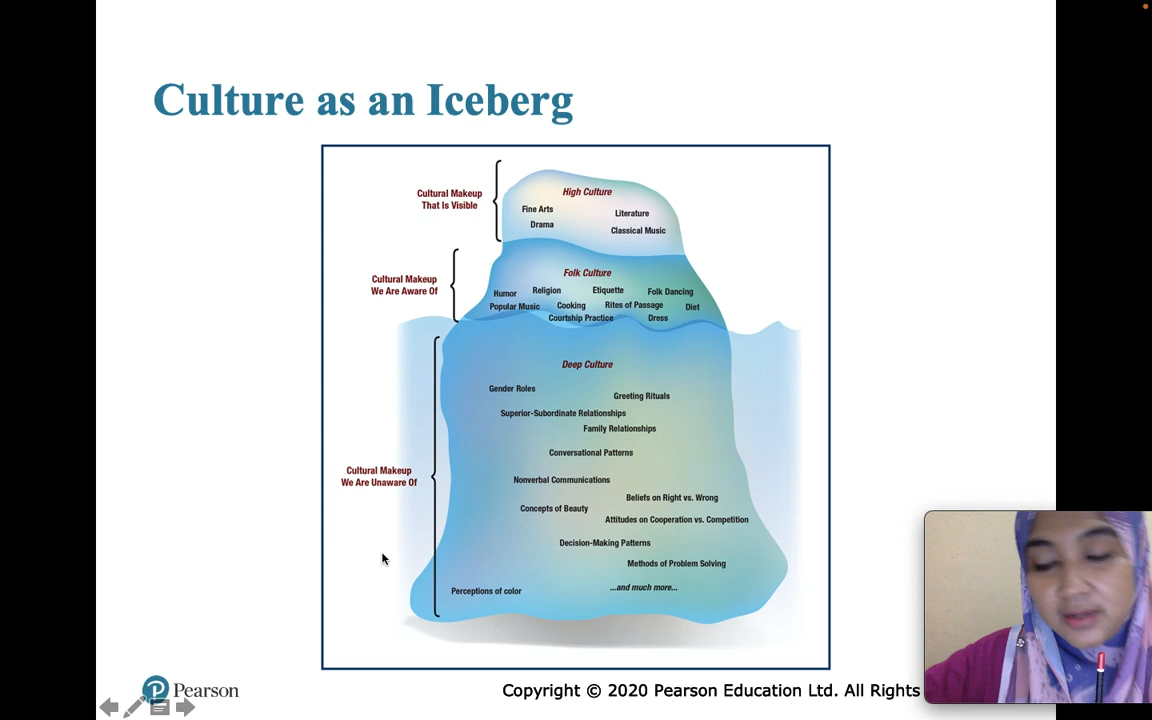 Culture as an Iceberg
Cultural Makeup
That Is Visible
High Culture
Fine Arts
Literature
Drama
Classical Music
Cultural Makeup
We Are Aware Of
Folk Culture
Humor
Religion
Etiquette
Folk Dancing
Popular Music
Cooking
Rites of Passage
Diet
Courtship Practice
Dress
Cultural Makeup
We Are Unaware Of
Deep Culture
Gender Roles
Greeting Rituals
Superior-Subordinate Relationships
Family Relationships
Conversational Patterns
Nonverbal Communications
Beliefs on Right vs. Wrong
Concepts of Beauty
Attitudes on Cooperation vs. Competition
Decision-Making Patterns
Methods of Problem Solving
Perceptions of color
...and much more...
P Pearson
Copyright © 2020 Pearson Education Ltd. All Rights